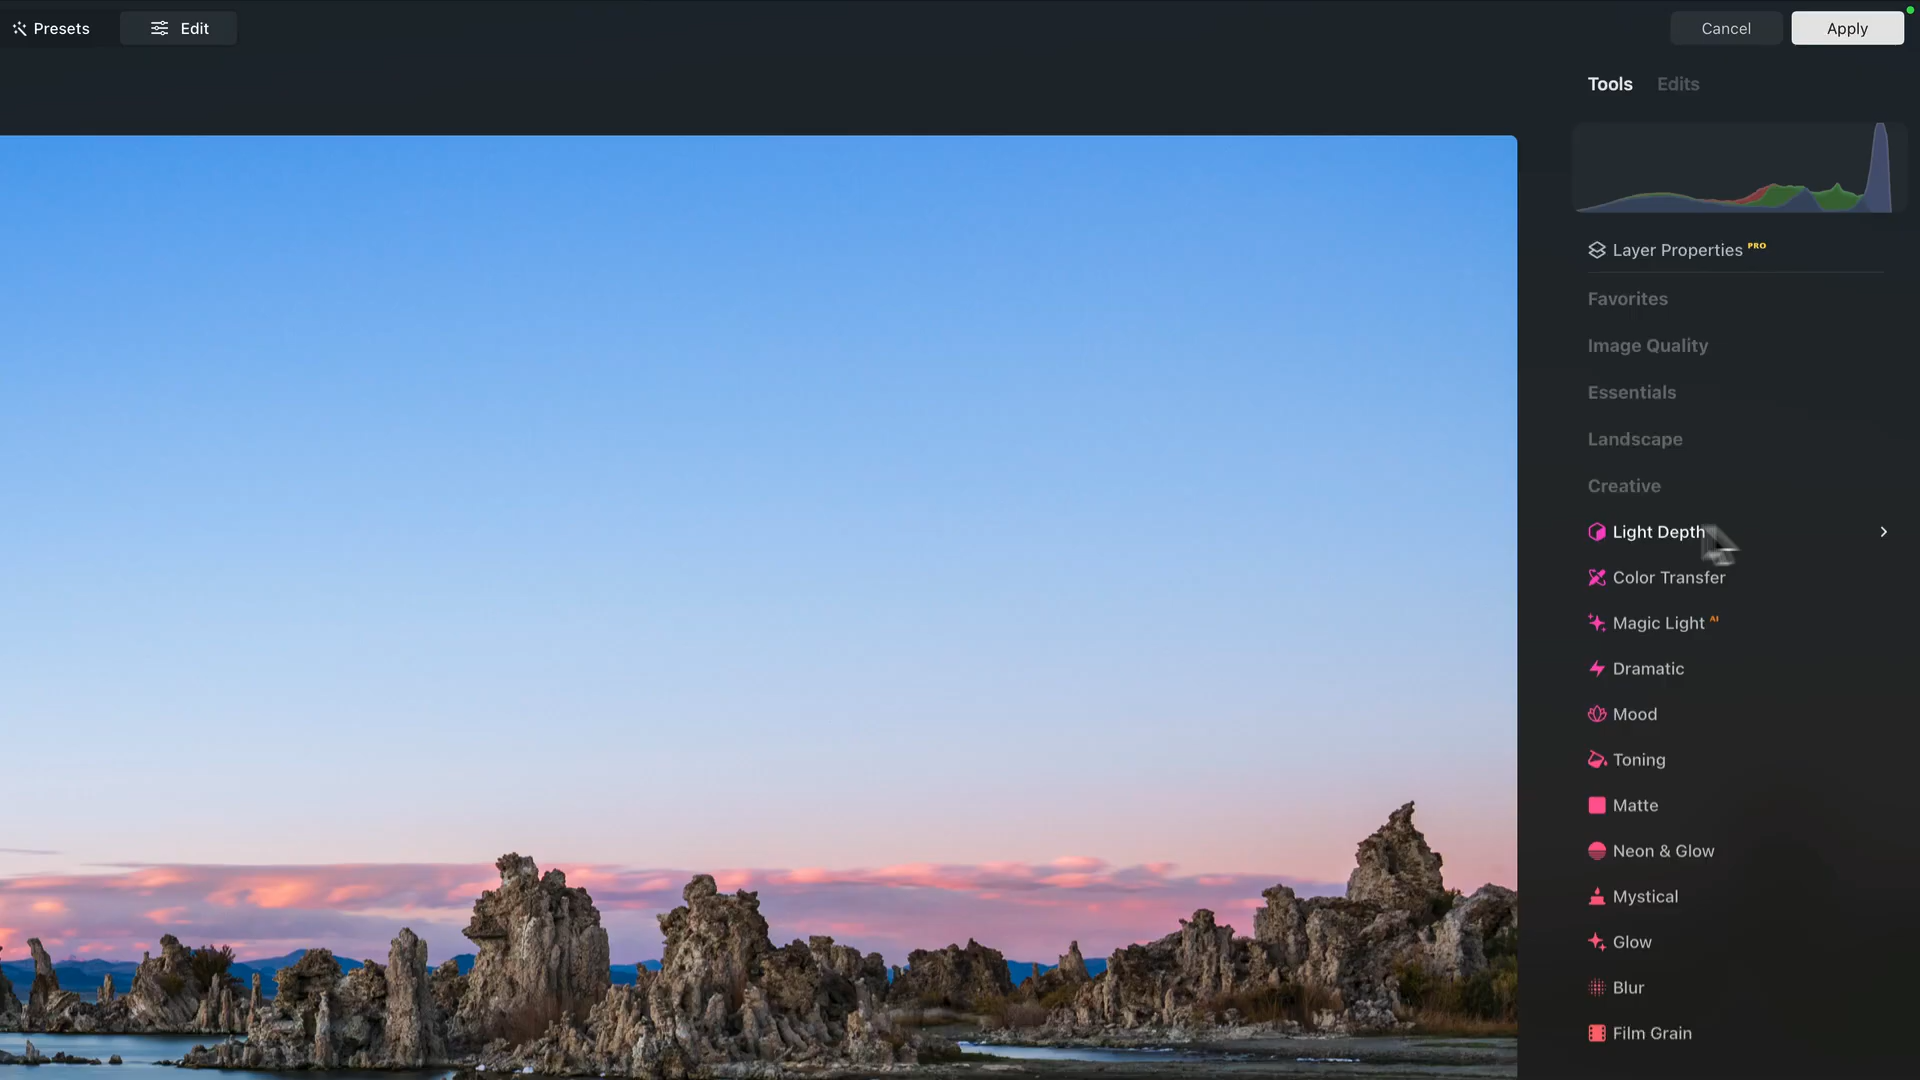 Presets
Edit
Cancel
Apply
Tools
Edits
Layer Properties PRO
Favorites
Image Quality
Essentials
Landscape
Creative
Light Depth
Color Transfer
Magic Light AI
Dramatic
Mood
Toning
Matte
Neon & Glow
Mystical
Glow
Blur
Film Grain